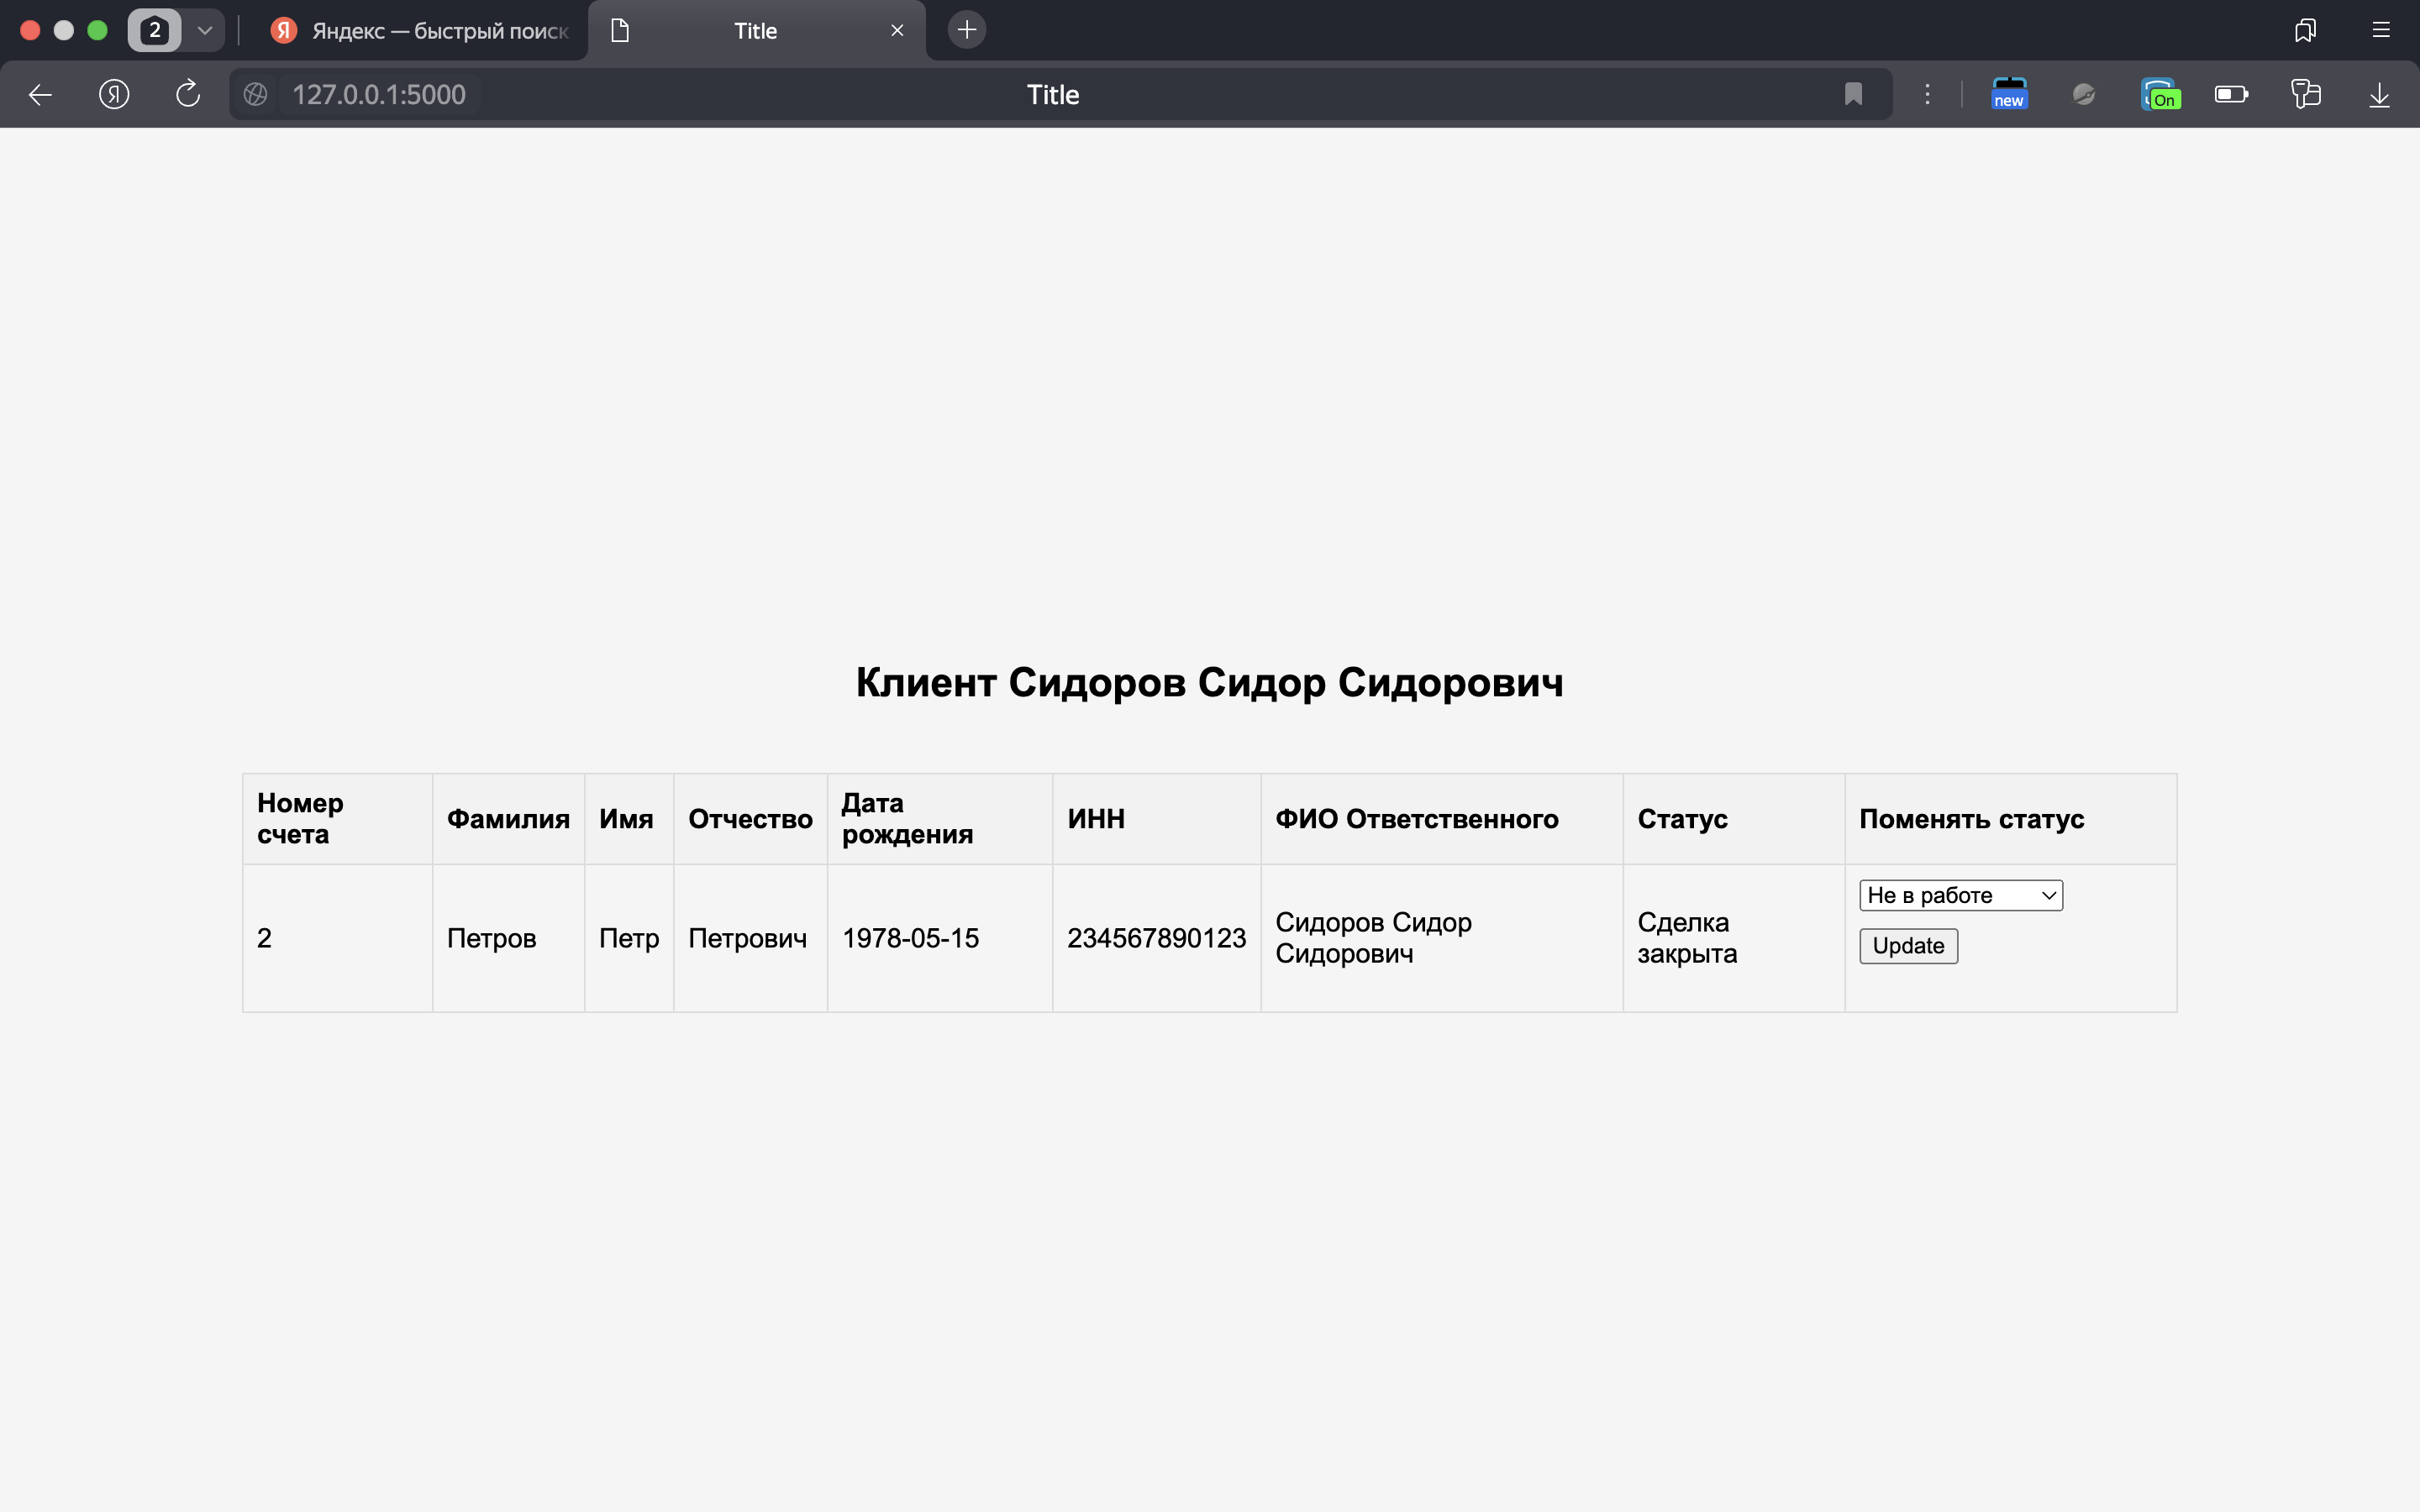 2
Яндекс — быстрый поиск
Title
127.0.0.1:5000
Title
new
On
Клиент Сидоров Сидор Сидорович
Номер счета
Фамилия
Имя
Отчество
Дата рождения
ИНН
ФИО Ответственного
Статус
Поменять статус
2
Петров
Петр
Петрович
1978-05-15
234567890123
Сидоров Сидор
Сидорович
Сделка
закрыта
Не в работе
Update